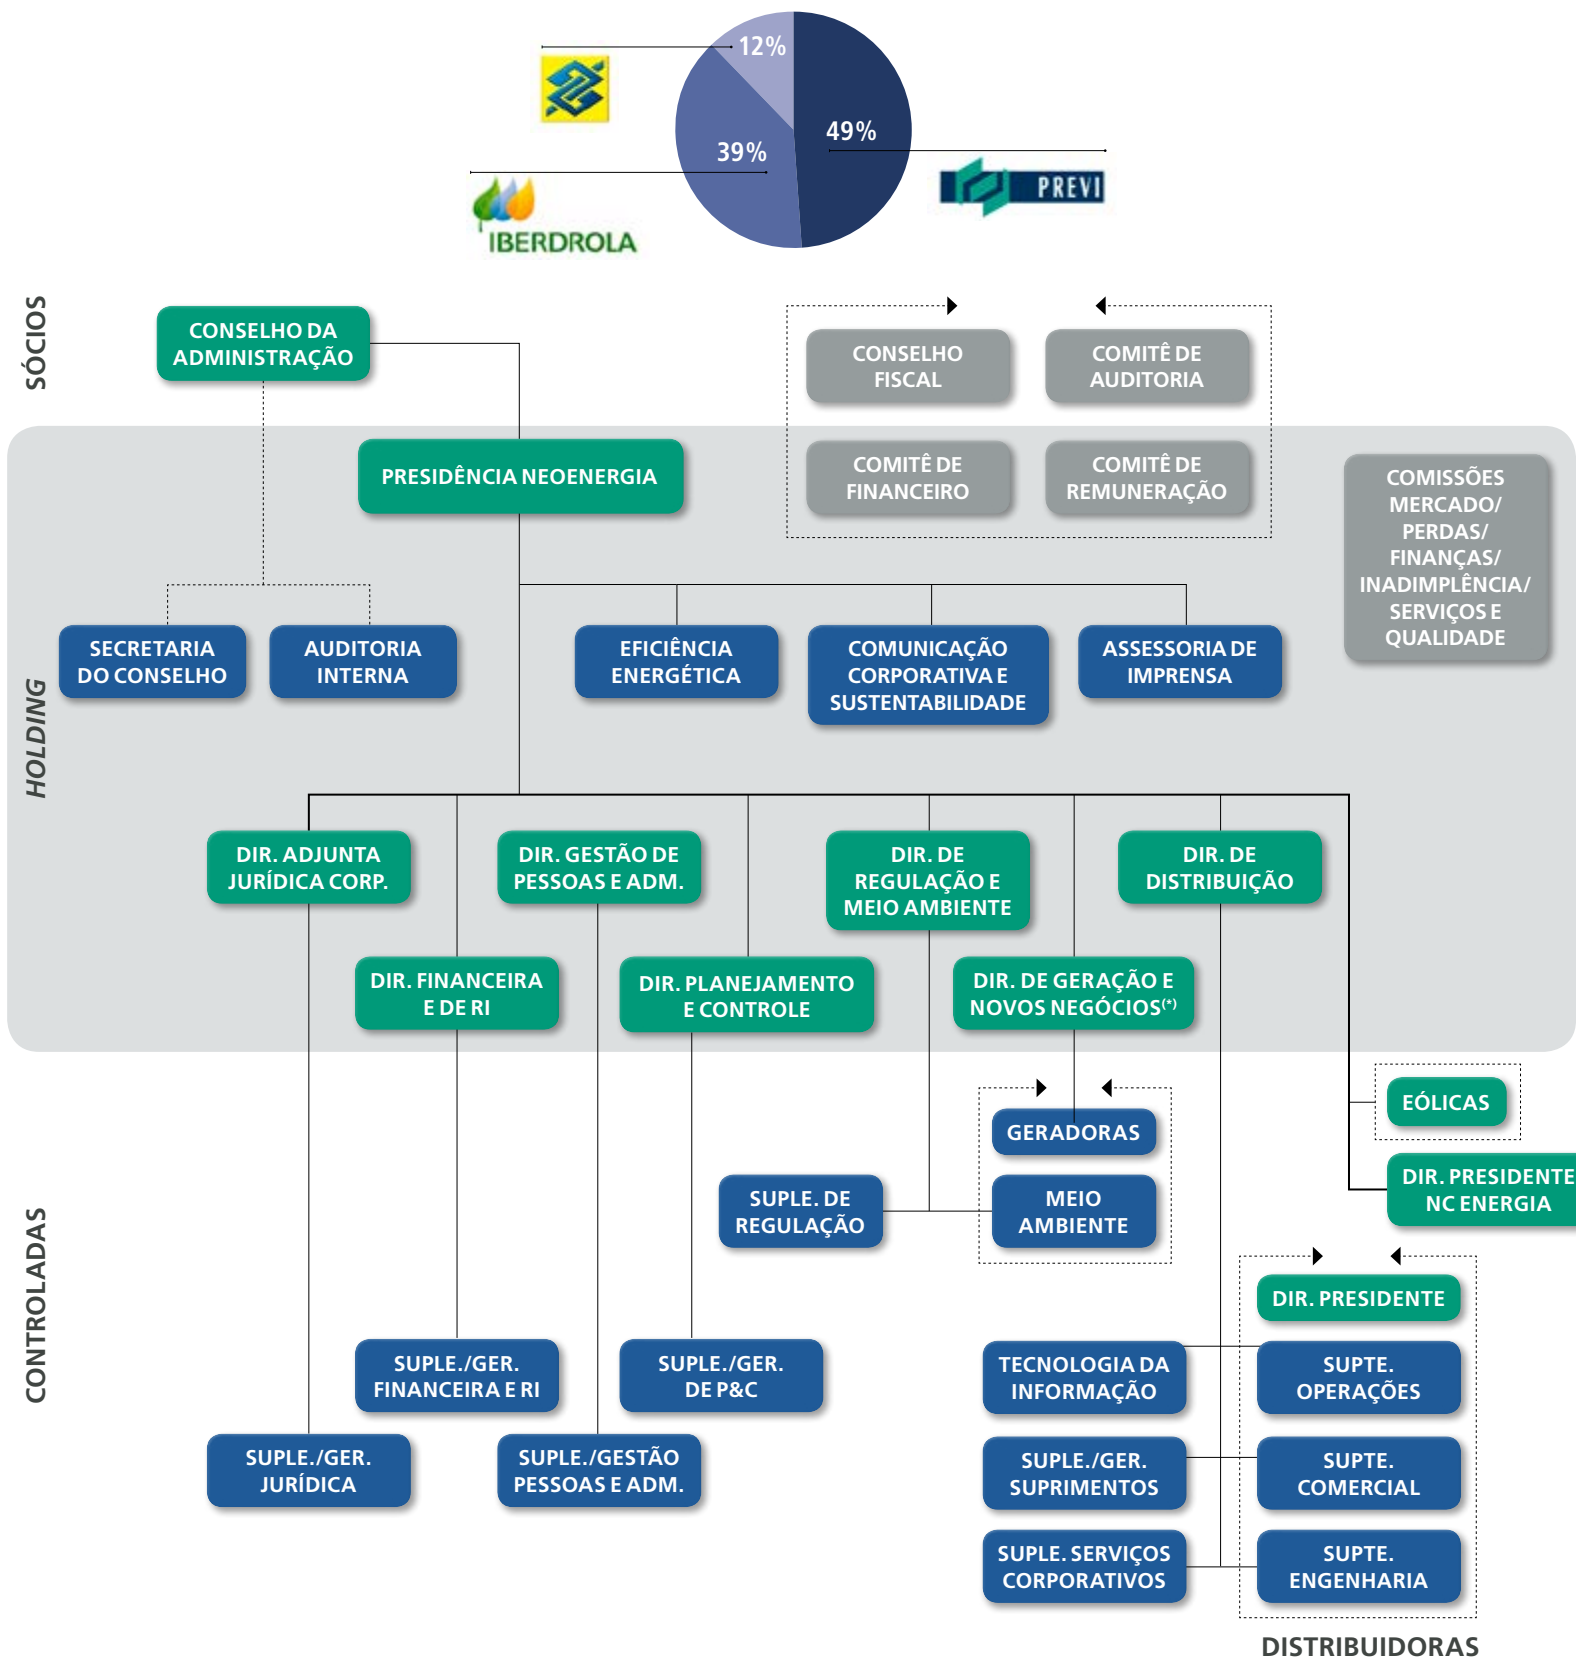 12%
49%
39%
PREVI
IBERDROLA
SÓCIOS
CONSELHO DA
ADMINISTRAÇÃO
CONSELHO
FISCAL
COMITÊ DE
AUDITORIA
HOLDING
PRESIDÊNCIA NEOENERGIA
COMITÊ DE
FINANCEIRO
COMITÊ DE
REMUNERAÇÃO
COMISSÕES
MERCADO/
PERDAS/
FINANÇAS/
INADIMPLÊNCIA/
SERVIÇOS E
QUALIDADE
SECRETARIA
DO CONSELHO
AUDITORIA
INTERNA
EFICIÊNCIA
ENERGÉTICA
COMUNICAÇÃO
CORPORATIVA E
SUSTENTABILIDADE
ASSESSORIA DE
IMPRENSA
DIR. ADJUNTA
JURÍDICA CORP.
DIR. GESTÃO DE
PESSOAS E ADM.
DIR. DE
REGULAÇÃO E
MEIO AMBIENTE
DIR. DE
DISTRIBUIÇÃO
DIR. FINANCEIRA
E DE RI
DIR. PLANEJAMENTO
E CONTROLE
DIR. DE GERAÇÃO E
NOVOS NEGÓCIOS(*)
CONTROLADAS
EÓLICAS
GERADORAS
DIR. PRESIDENTE
NC ENERGIA
SUPLE. DE
REGULAÇÃO
MEIO
AMBIENTE
DIR. PRESIDENTE
SUPLE./GER.
FINANCEIRA E RI
SUPLE./GER.
DE P&C
TECNOLOGIA DA
INFORMAÇÃO
SUPTE.
OPERAÇÕES
SUPLE./GER.
JURÍDICA
SUPLE./GESTÃO
PESSOAS E ADM.
SUPLE./GER.
SUPRIMENTOS
SUPTE.
COMERCIAL
SUPLE. SERVIÇOS
CORPORATIVOS
SUPTE.
ENGENHARIA
DISTRIBUIDORAS